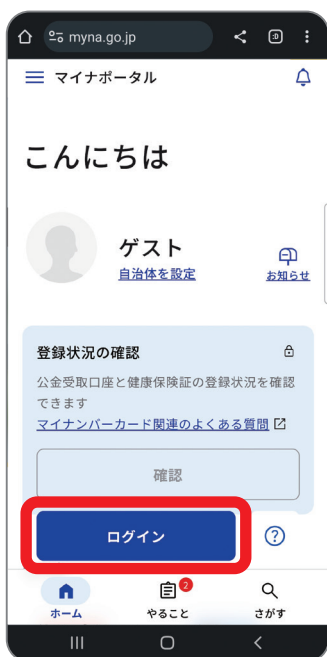 myna.go.jp
:D
マイナポータル
こんにちは
ゲスト
自治体を設定
お知らせ
登録状況の確認
公金受取口座と健康保険証の登録状況を確認
できます
マイナンバーカード関連のよくある質問
確認
ログイン
?
2
ホーム
やること
さがす